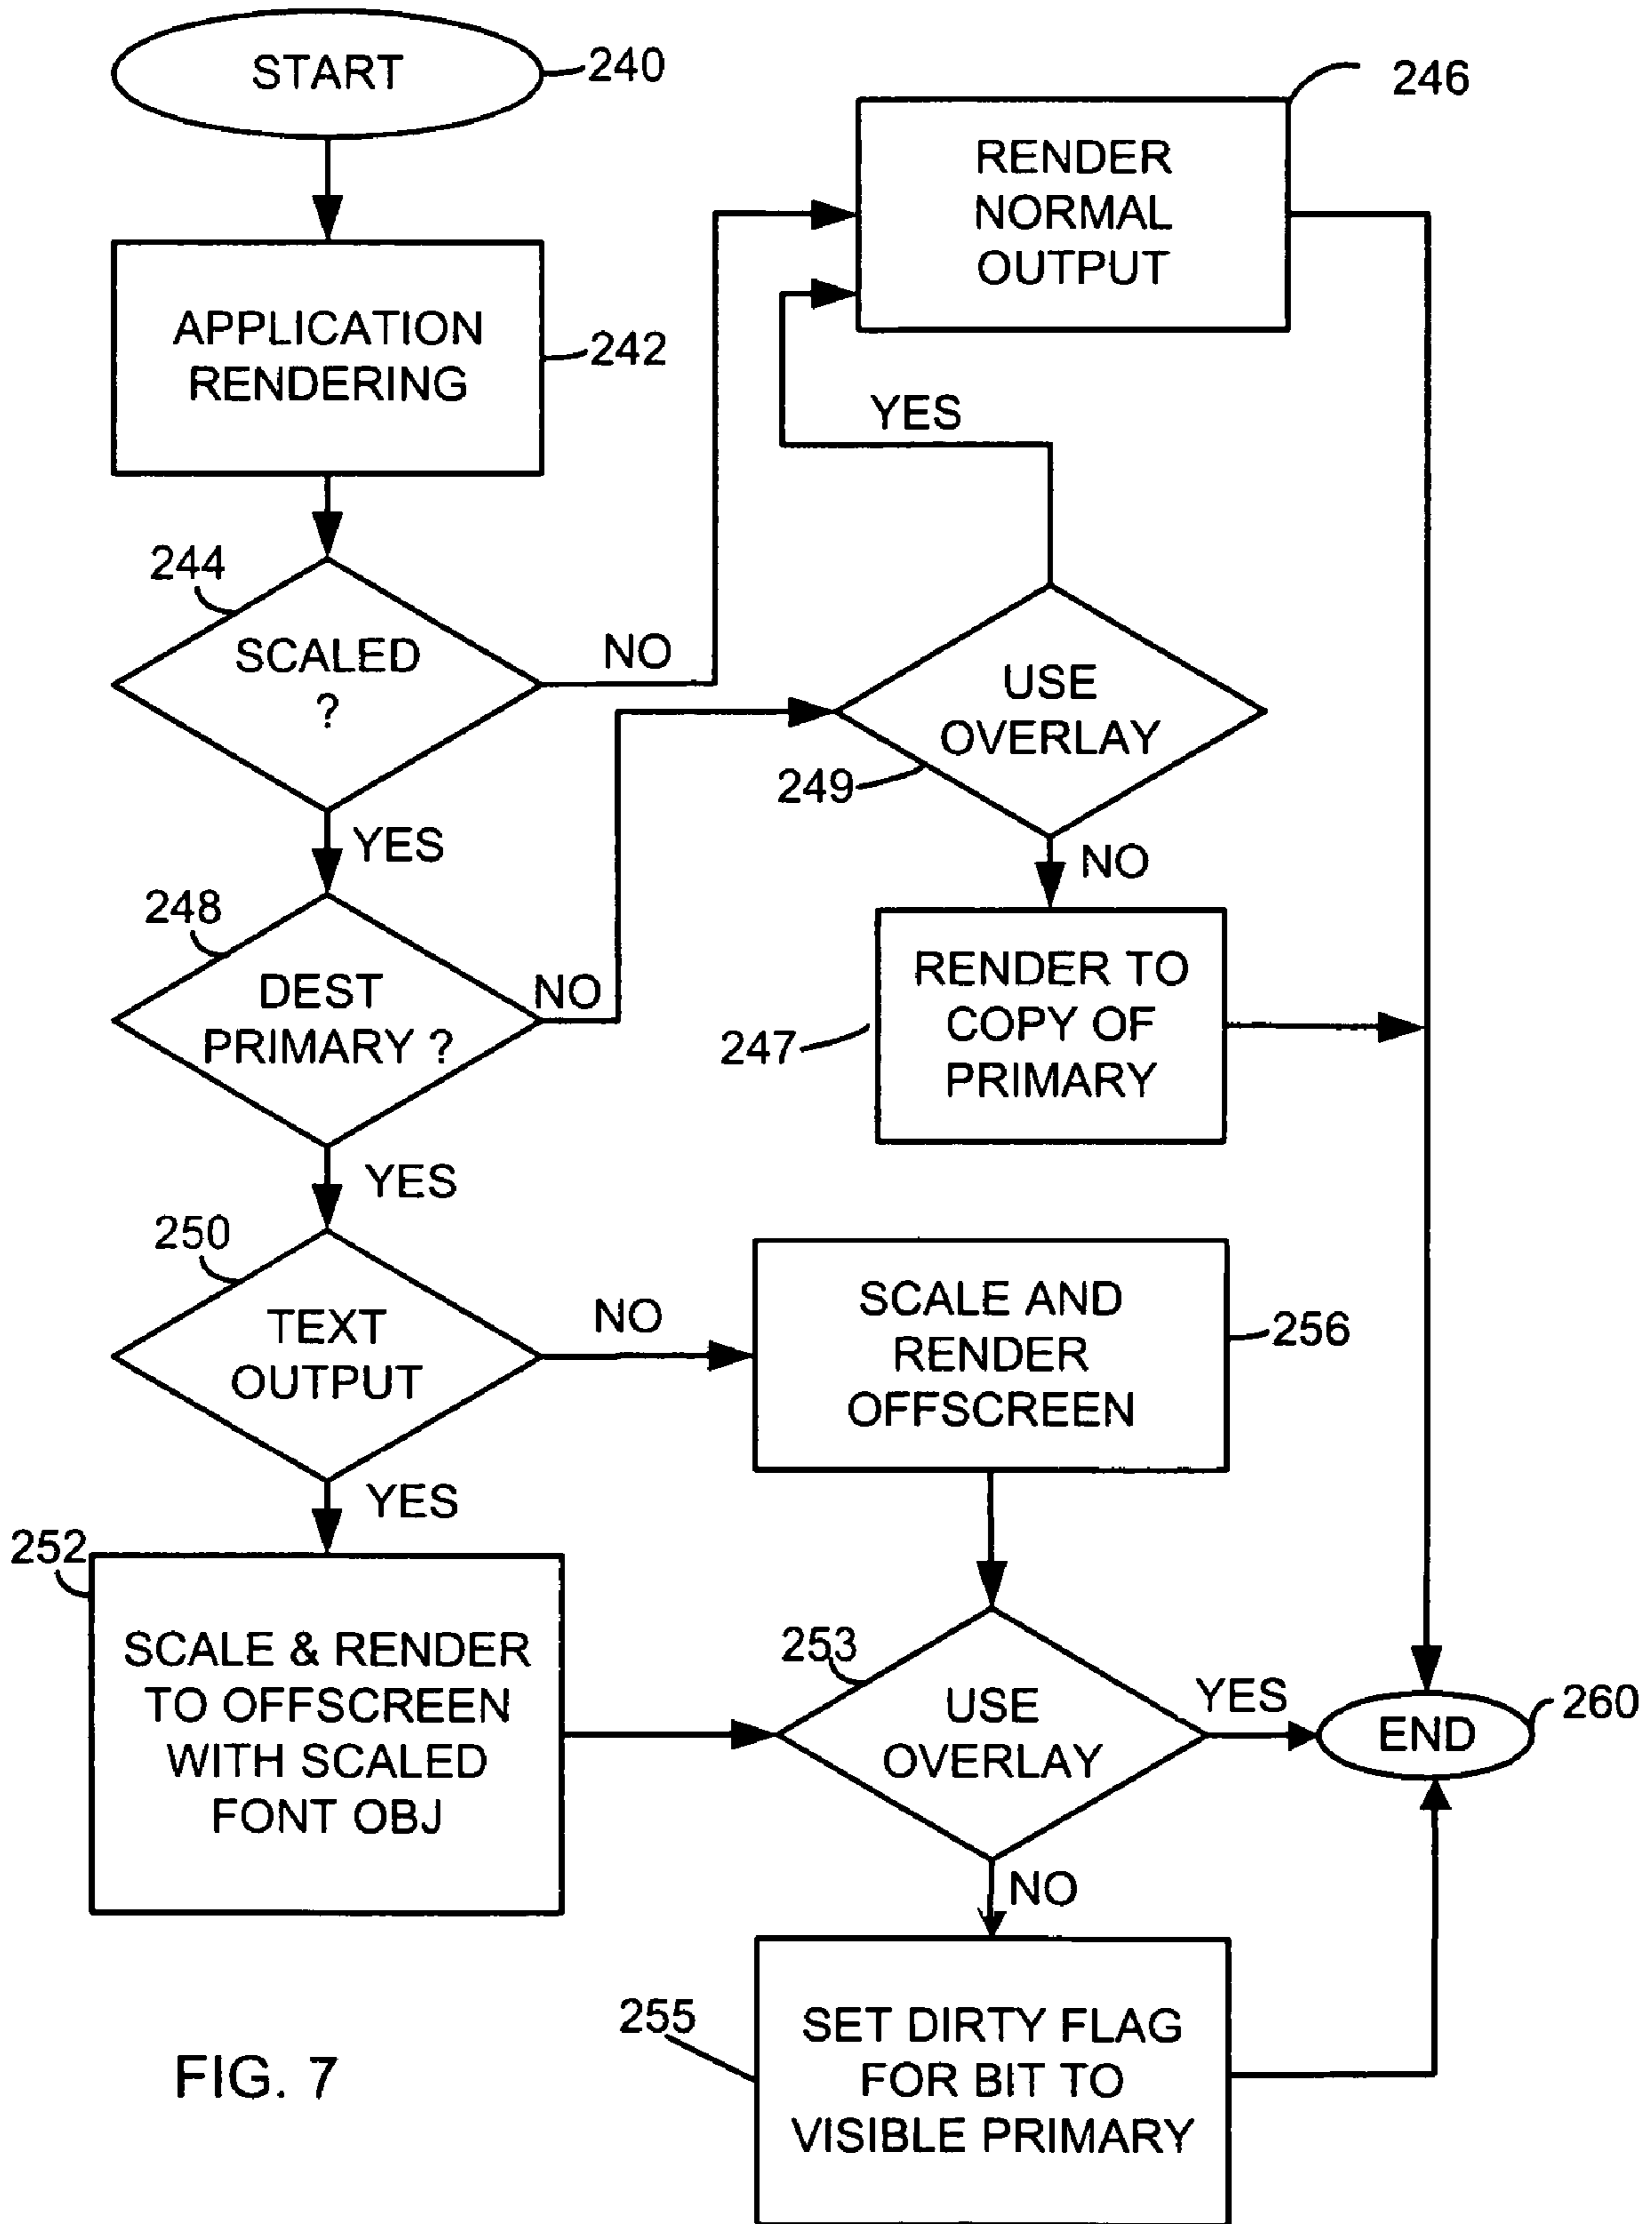 START
240
246
RENDER
NORMAL
OUTPUT
APPLICATION
RENDERING
242
YES
244
SCALED
?
NO
USE
OVERLAY
249
YES
NO
248
DEST
PRIMARY ?
NO
RENDER TO
COPY OF
PRIMARY
247
YES
250
TEXT
OUTPUT
NO
SCALE AND
RENDER
OFFSCREEN
256
YES
252
SCALE & RENDER
TO OFFSCREEN
WITH SCALED
FONT OBJ
253
USE
OVERLAY
YES
END
260
NO
255
SET DIRTY FLAG
FOR BIT TO
VISIBLE PRIMARY
FIG. 7